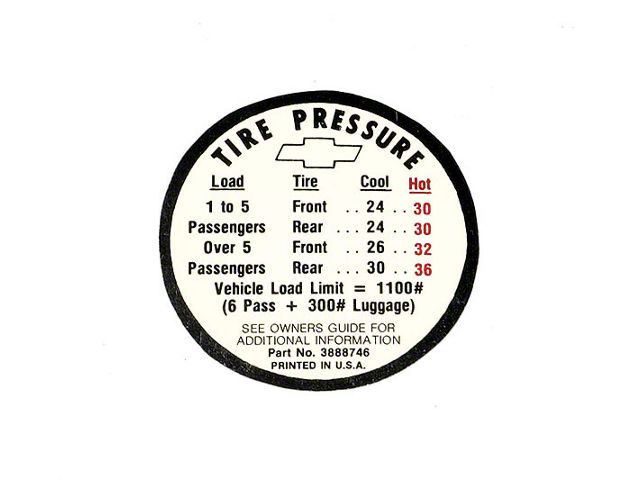 TIRE PRESSURE
Load Tire Cool Hot
1 to 5 Front .. 24 .. 30
Passengers Rear ... 24 .. 30
Over 5 Front .. 26 .. 32
Passengers Rear ... 30 .. 36
Vehicle Load Limit = 1100#
(6 Pass + 300# Luggage)
SEE OWNERS GUIDE FOR
ADDITIONAL INFORMATION
Part No. 3888746
PRINTED IN U.S.A.